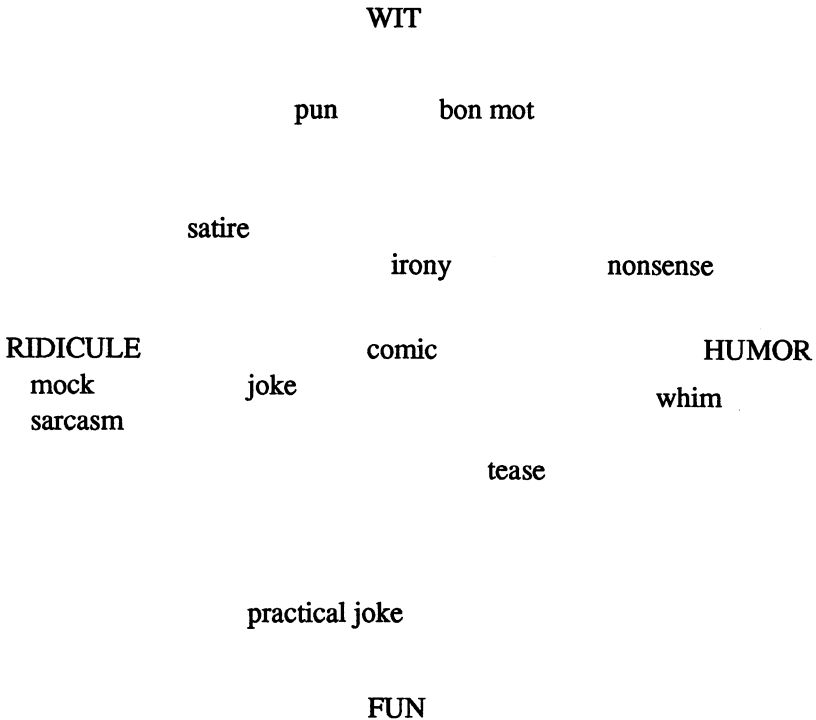 WIT
pun bon mot
satire
irony nonsense
RIDICULE comic HUMOR
mock joke whim
sarcasm
tease
practical joke
FUN